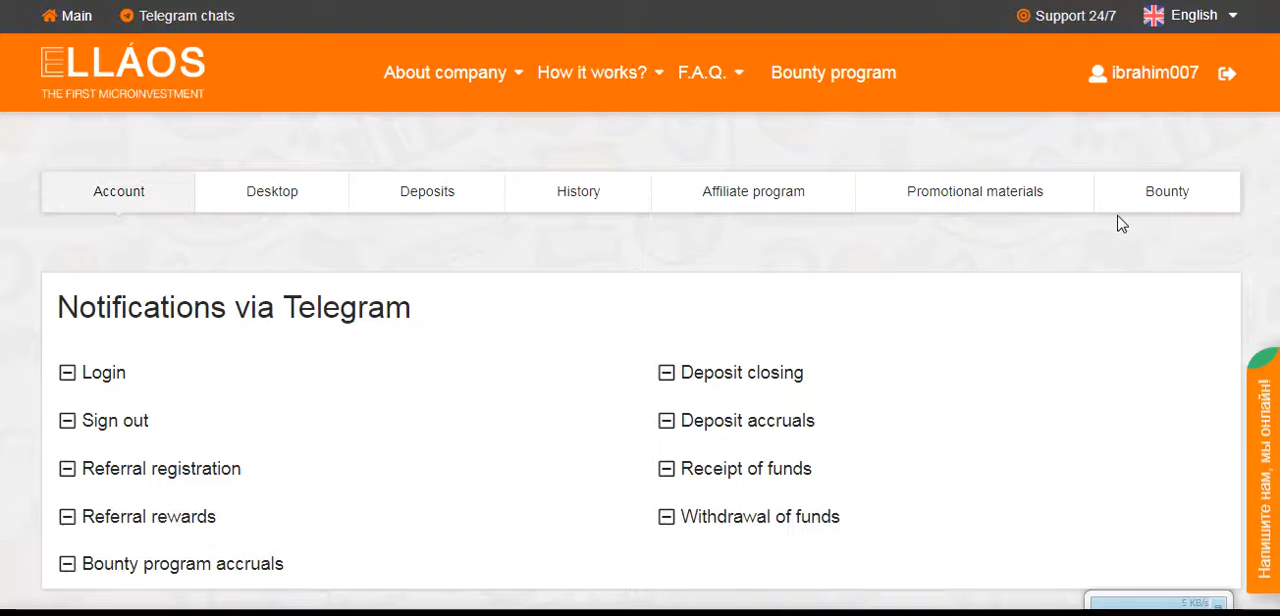 Main Telegram chats Support 24/7 English
ELLÁOS
THE FIRST MICROINVESTMENT
About company How it works? F.A.Q. Bounty program ibrahim007
Account Desktop Deposits History Affiliate program Promotional materials Bounty
Notifications via Telegram
Login
Sign out
Referral registration
Referral rewards
Bounty program accruals
Deposit closing
Deposit accruals
Receipt of funds
Withdrawal of funds
Напишите нам, мы онлайн!
5 KB/s